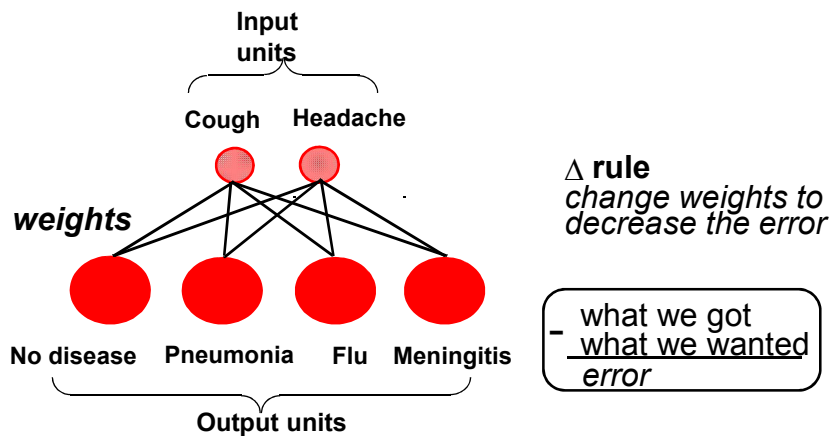 Input
units
Cough Headache
weights
No disease Pneumonia Flu Meningitis
Output units
Δ rule
change weights to
decrease the error
- what we got
what we wanted
error